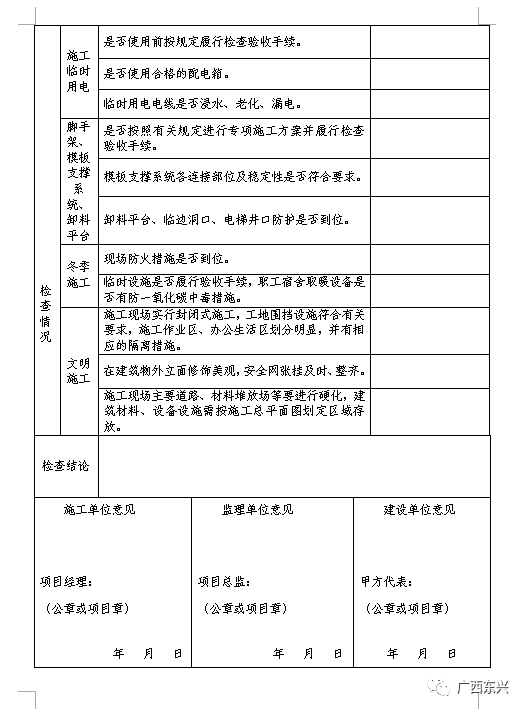 检查情况
施工
临时
用电
是否使用前按规定履行检查验收手续。
是否使用合格的配电箱。
临时用电电线是否浸水、老化、漏电。
脚手
架、
模板
支撑
系
统、
卸料
平台
是否按照有关规定进行专项施工方案并履行检查
验收手续。
模板支撑系统各连接部位及稳定性是否符合要求。
卸料平台、临边洞口、电梯井口防护是否到位。
冬季
施工
现场防火措施是否到位。
临时设施是否履行验收手续,职工宿舍取暖设备是
否有防一氧化碳中毒措施。
文明
施工
施工现场实行封闭式施工,工地围挡设施符合有关
要求,施工作业区、办公生活区划分明显,并有相
应的隔离措施。
在建筑物外立面修饰美观,安全网张挂及时、整齐。
施工现场主要道路、材料堆放场等要进行硬化,建
筑材料、设备设施需按施工总平面图划定区域存
放。
检查结论
施工单位意见
项目经理:
(公章或项目章)
年 月 日
监理单位意见
项目总监:
(公章或项目章)
年 月 日
建设单位意见
甲方代表:
(公章或项目章)
年 月 日
广西东兴